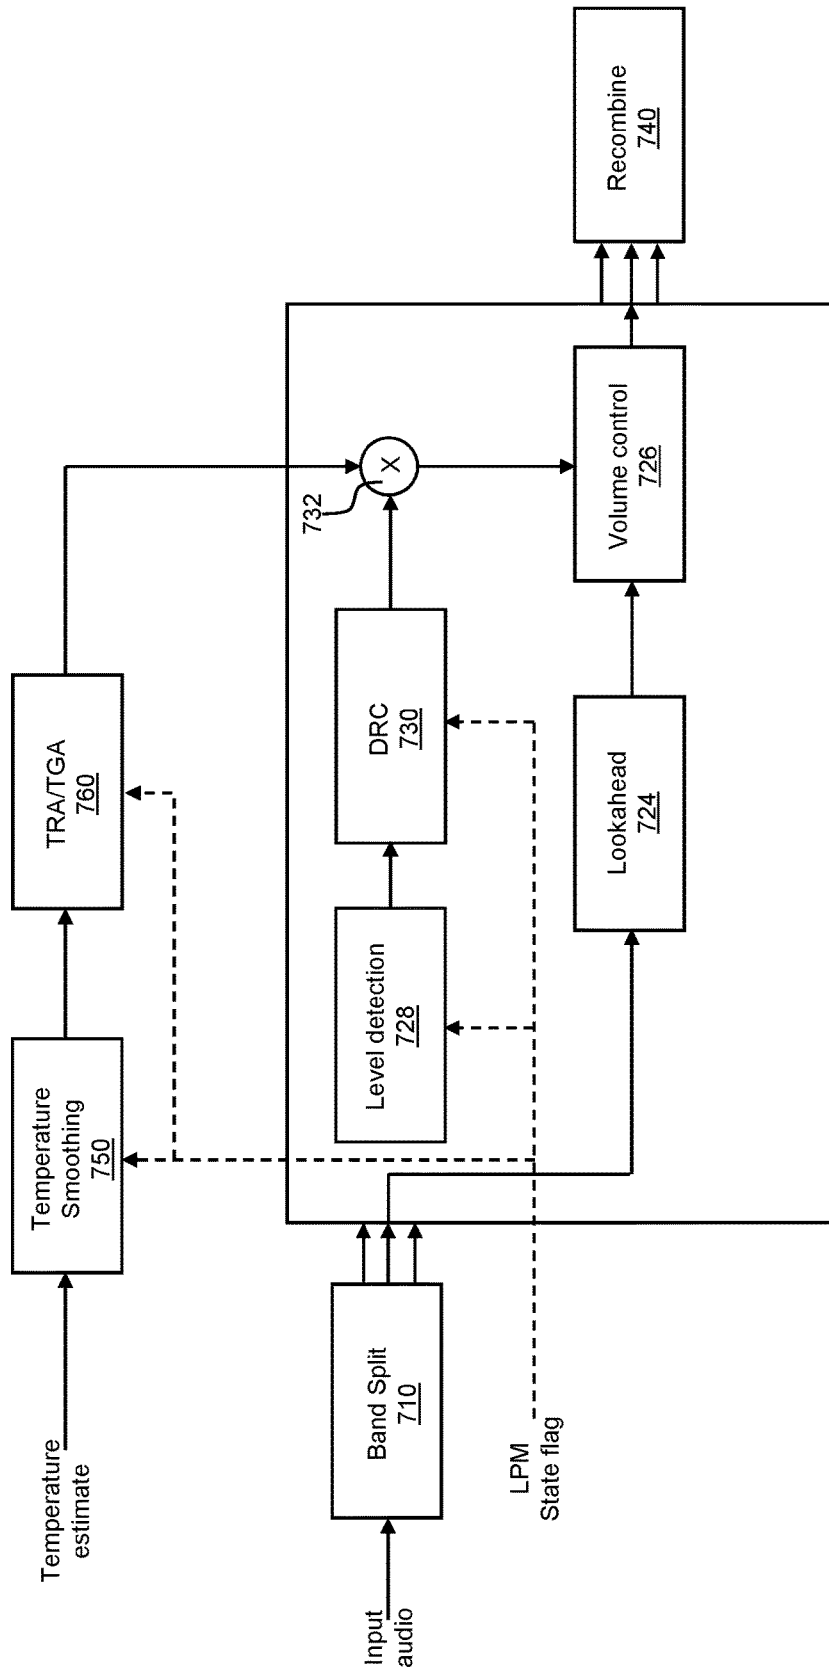 Temperature
estimate
Temperature
Smoothing
750
TRA/TGA
760
Input
audio
Band Split
710
Level detection
728
DRC
730
X
732
LPM
State flag
Lookahead
724
Volume control
726
Recombine
740